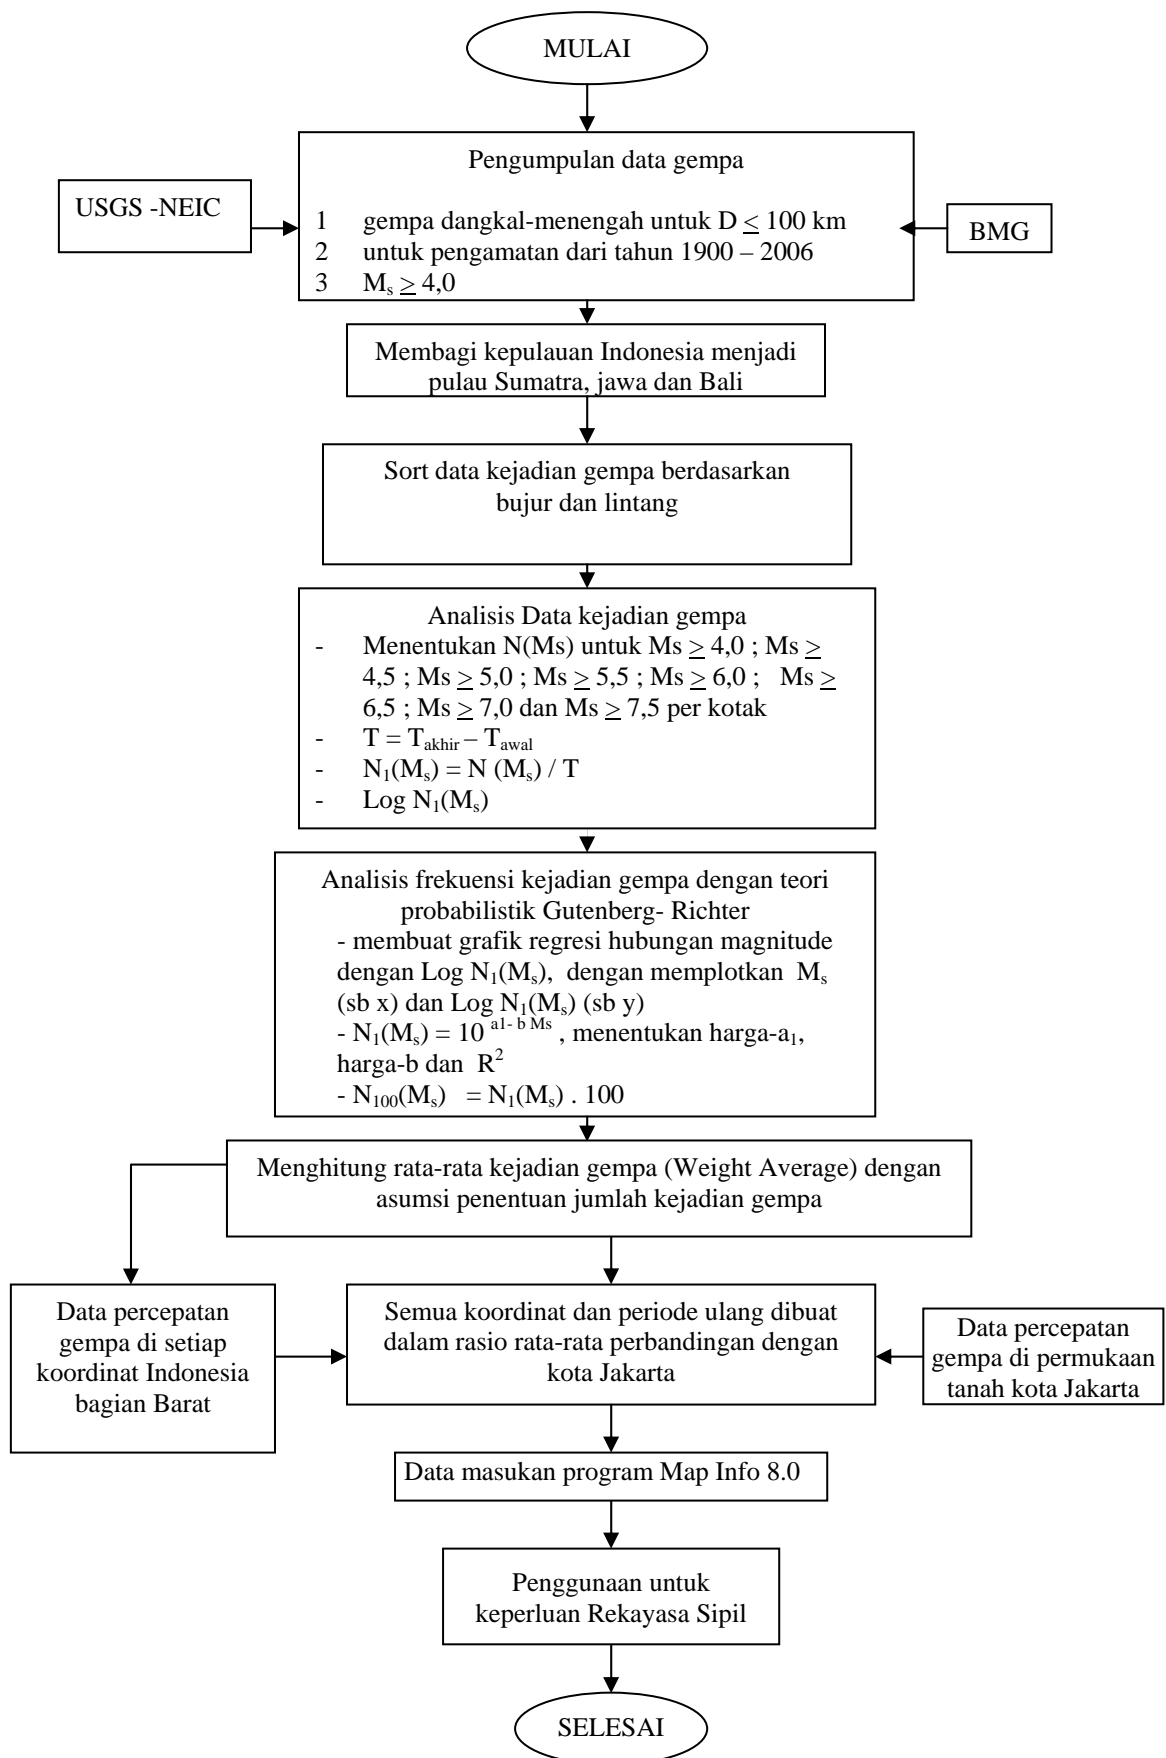 MULAI
Pengumpulan data gempa
USGS -NEIC
1 gempa dangkal-menengah untuk D ≤ 100 km
2 untuk pengamatan dari tahun 1900 – 2006
3 Mₛ ≥ 4,0
BMG
Membagi kepulauan Indonesia menjadi
pulau Sumatra, jawa dan Bali
Sort data kejadian gempa berdasarkan
bujur dan lintang
Analisis Data kejadian gempa
- Menentukan N(Ms) untuk Ms ≥ 4,0 ; Ms ≥
4,5 ; Ms ≥ 5,0 ; Ms ≥ 5,5 ; Ms ≥ 6,0 ; Ms ≥
6,5 ; Ms ≥ 7,0 dan Ms ≥ 7,5 per kotak
- T = T_akhir – T_awal
- N₁(Mₛ) = N (Mₛ) / T
- Log N₁(Mₛ)
Analisis frekuensi kejadian gempa dengan teori
probabilistik Gutenberg- Richter
- membuat grafik regresi hubungan magnitude
dengan Log N₁(Mₛ), dengan memplotkan Mₛ
(sb x) dan Log N₁(Mₛ) (sb y)
- N₁(Mₛ) = 10 ^(a1- b Ms) , menentukan harga-a₁,
harga-b dan R²
- N₁₀₀(Mₛ) = N₁(Mₛ) . 100
Menghitung rata-rata kejadian gempa (Weight Average) dengan
asumsi penentuan jumlah kejadian gempa
Data percepatan
gempa di setiap
koordinat Indonesia
bagian Barat
Semua koordinat dan periode ulang dibuat
dalam rasio rata-rata perbandingan dengan
kota Jakarta
Data percepatan
gempa di permukaan
tanah kota Jakarta
Data masukan program Map Info 8.0
Penggunaan untuk
keperluan Rekayasa Sipil
SELESAI